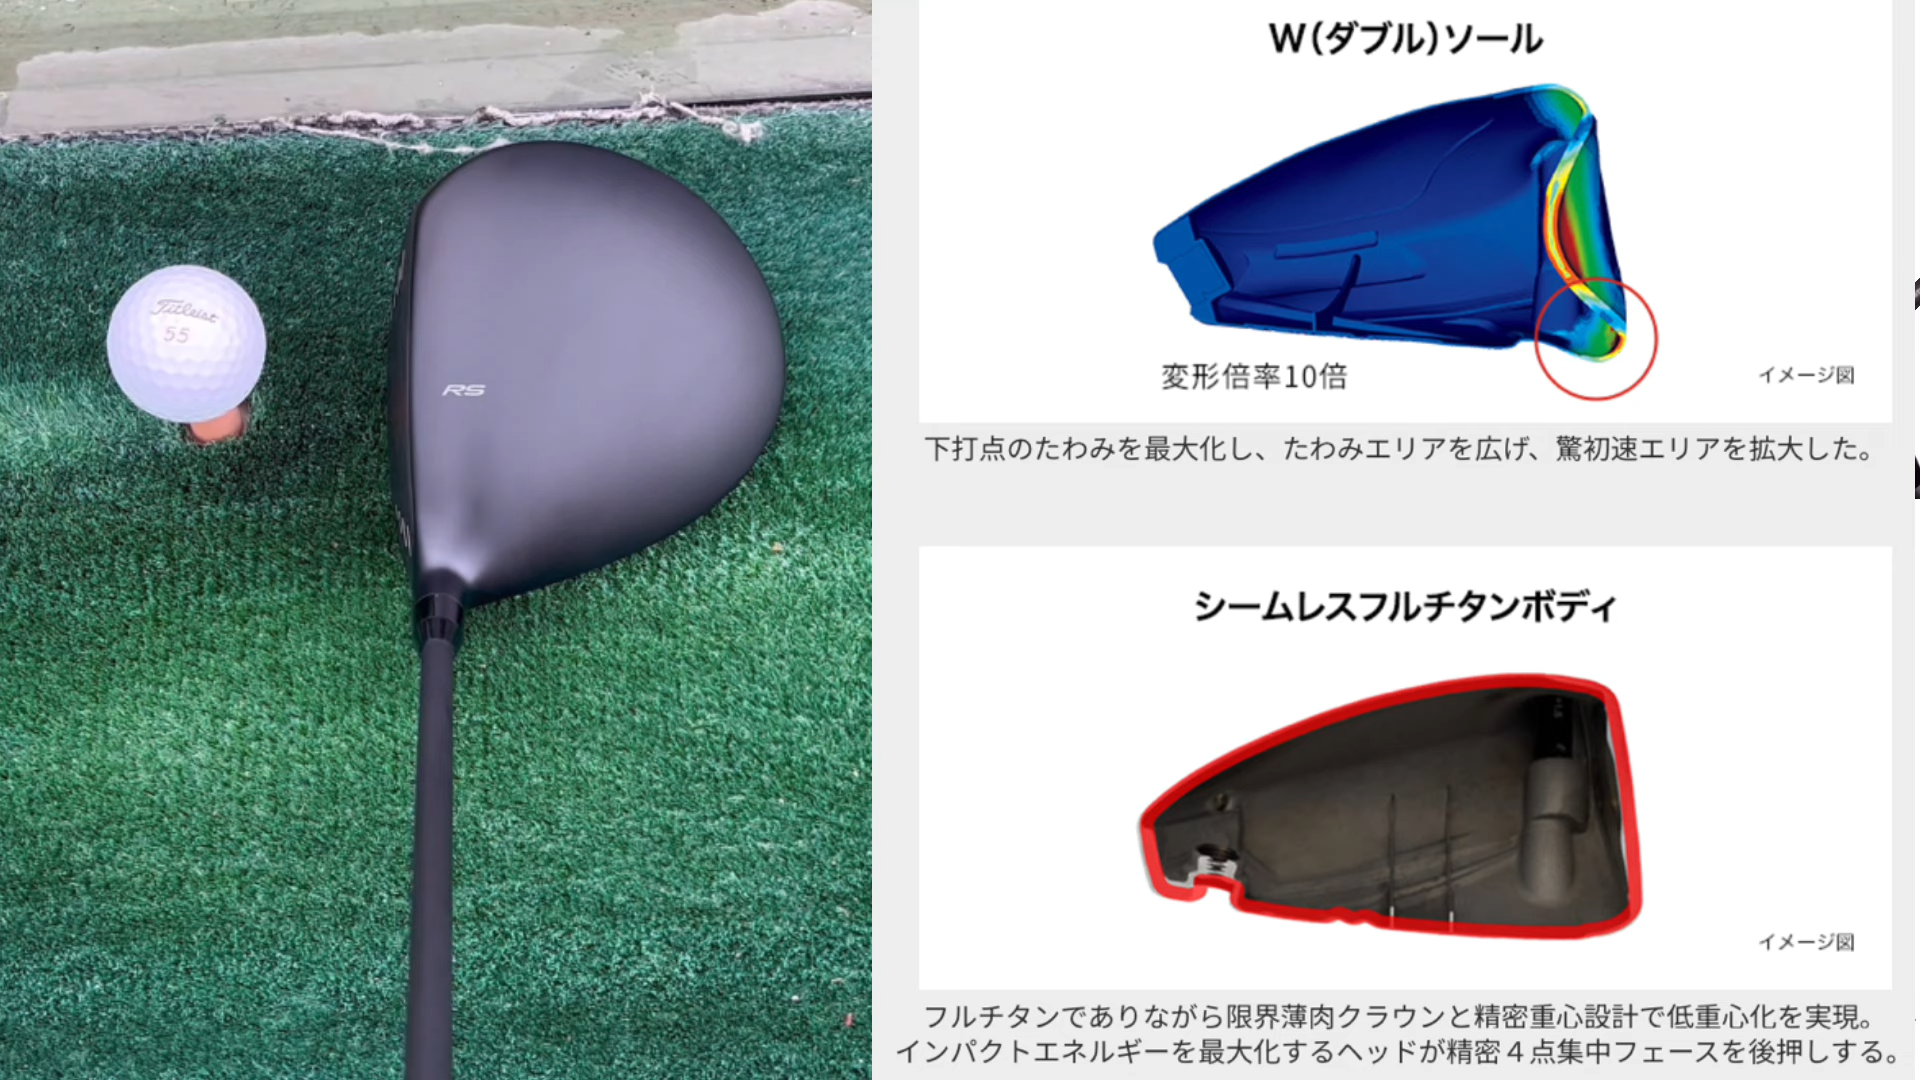 Titleist
55
RS
W(ダブル)ソール
変形倍率10倍
イメージ図
下打点のたわみを最大化し、たわみエリアを広げ、驚初速エリアを拡大した。
シームレスフルチタンボディ
イメージ図
フルチタンでありながら限界薄肉クラウンと精密重心設計で低重心化を実現。
インパクトエネルギーを最大化するヘッドが精密４点集中フェースを後押しする。